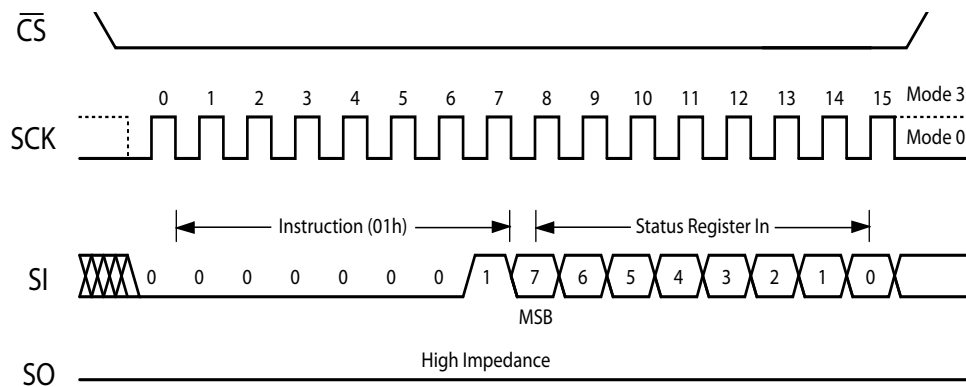 CS
0 1 2 3 4 5 6 7 8 9 10 11 12 13 14 15 Mode 3
SCK Mode 0
Instruction (01h) Status Register In
SI 0 0 0 0 0 0 0 1 7 6 5 4 3 2 1 0
MSB
High Impedance
SO